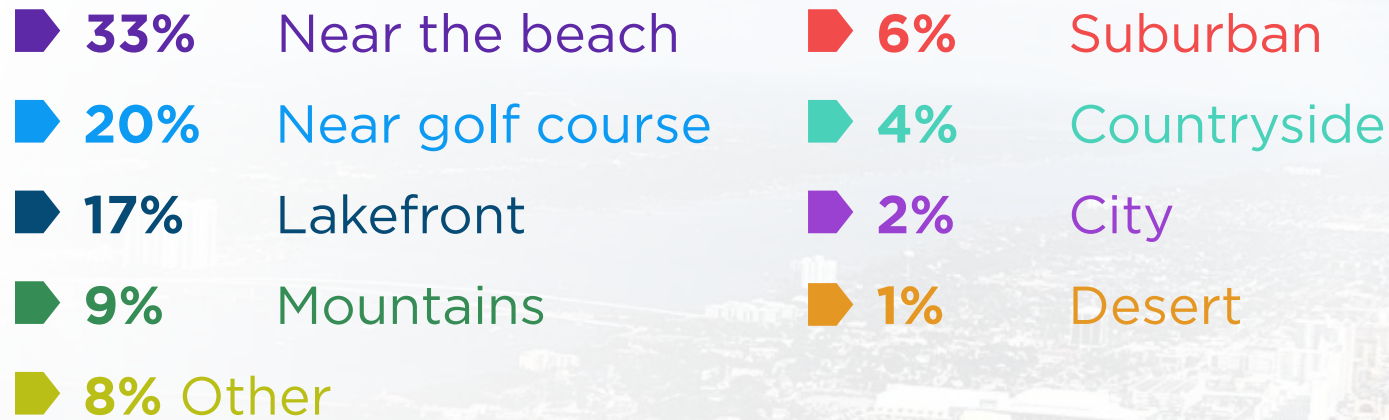 33% Near the beach
20% Near golf course
17% Lakefront
9% Mountains
8% Other
6% Suburban
4% Countryside
2% City
1% Desert